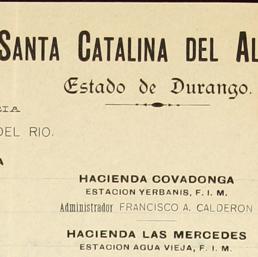 SANTA CATALINA DEL AL
Estado de Durango.
CIA
DEL RIO.
A
HACIENDA COVADONGA
ESTACION YERBANIS, F. I. M.
Administrador FRANCISCO A. CALDERON
HACIENDA LAS MERCEDES
ESTACION AGUA VIEJA, F. I. M.